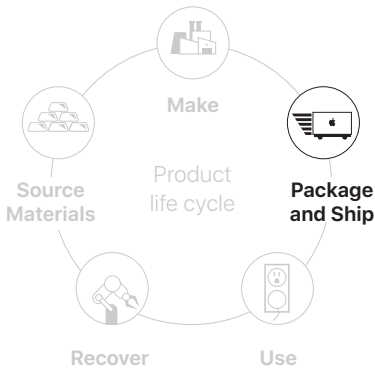 Make
Source
Materials
Product
life cycle
Package
and Ship
Recover
Use